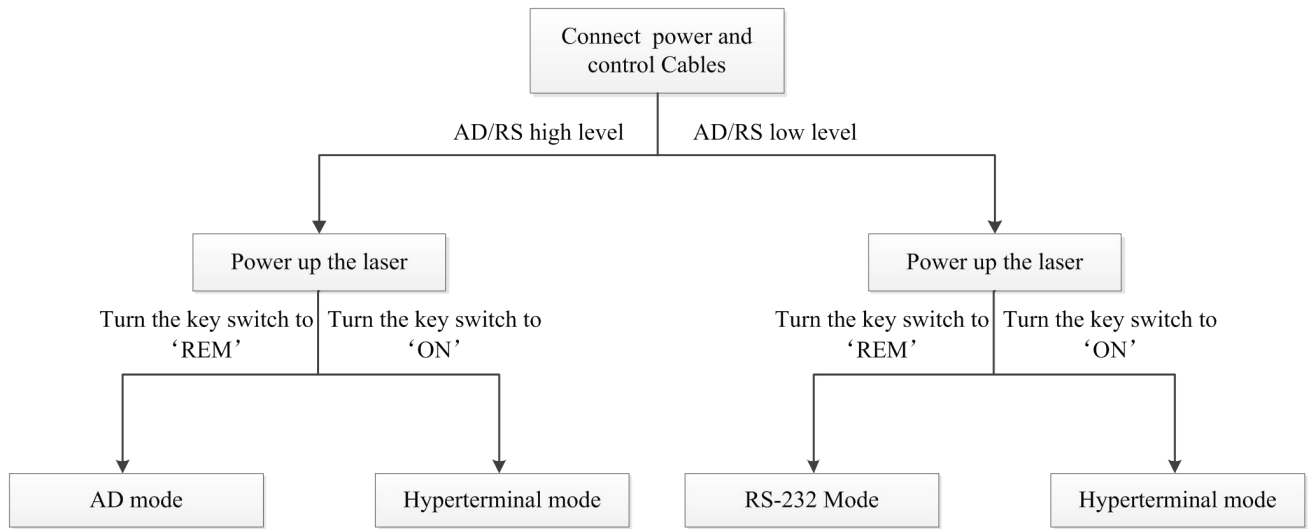 Connect power and
control Cables
AD/RS high level
AD/RS low level
Power up the laser
Power up the laser
Turn the key switch to
‘REM’
Turn the key switch to
‘ON’
Turn the key switch to
‘REM’
Turn the key switch to
‘ON’
AD mode
Hyperterminal mode
RS-232 Mode
Hyperterminal mode